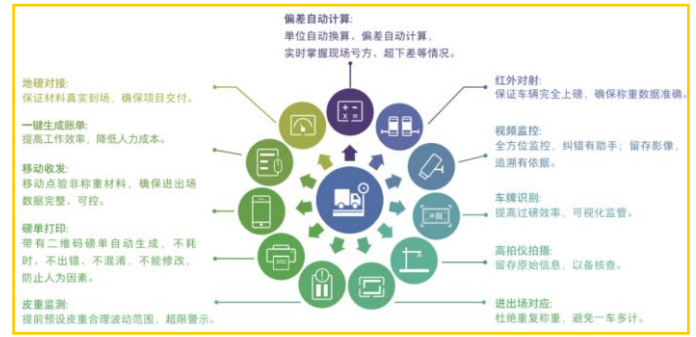 偏差自动计算:
单位自动换算、偏差自动计算，
实时掌握现场亏方、超下差等情况。
地磅对接:
保证材料真实到场，确保项目交付。
一键生成账单:
提高工作效率，降低人力成本。
移动收发:
移动点验非称重材料，确保进出场
数据完整、可控。
磅单打印:
带有二维码磅单自动生成，不耗
时、不出错、不混淆，不能修改，
防止人为因素。
皮重监测:
提前预设皮重合理波动范围，超限警示。
红外对射:
保证车辆完全上磅，确保称重数据准确。
视频监控:
全方位监控，纠错有助手；留存影像，
追溯有依据。
车牌识别:
提高过磅效率，可视化监管。
高拍仪拍摄:
留存原始信息，以备核查。
进出场对应:
杜绝重复称重，避免一车多计。